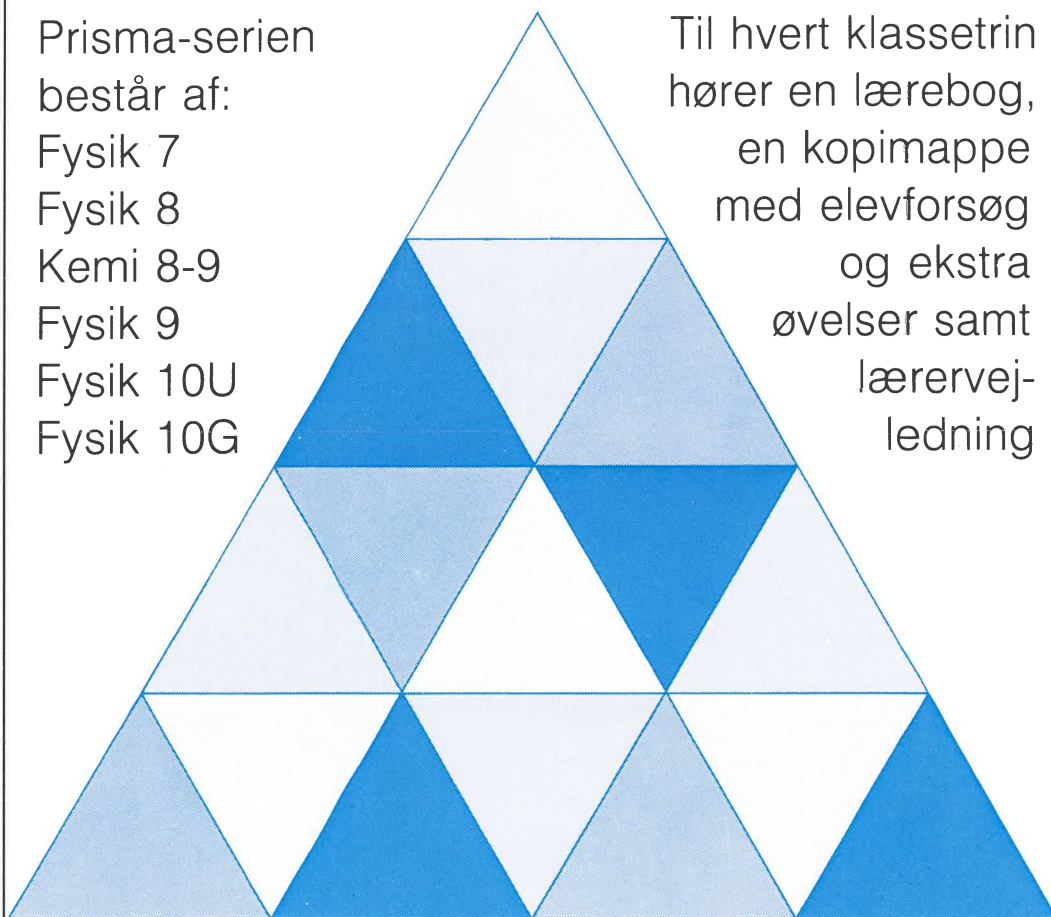 Prisma-serien
består af:
Fysik 7
Fysik 8
Kemi 8-9
Fysik 9
Fysik 10U
Fysik 10G
Til hvert klassetrin
hører en lærebog,
en kopimappe
med elevforsøg
og ekstra
øvelser samt
lærervej-
ledning